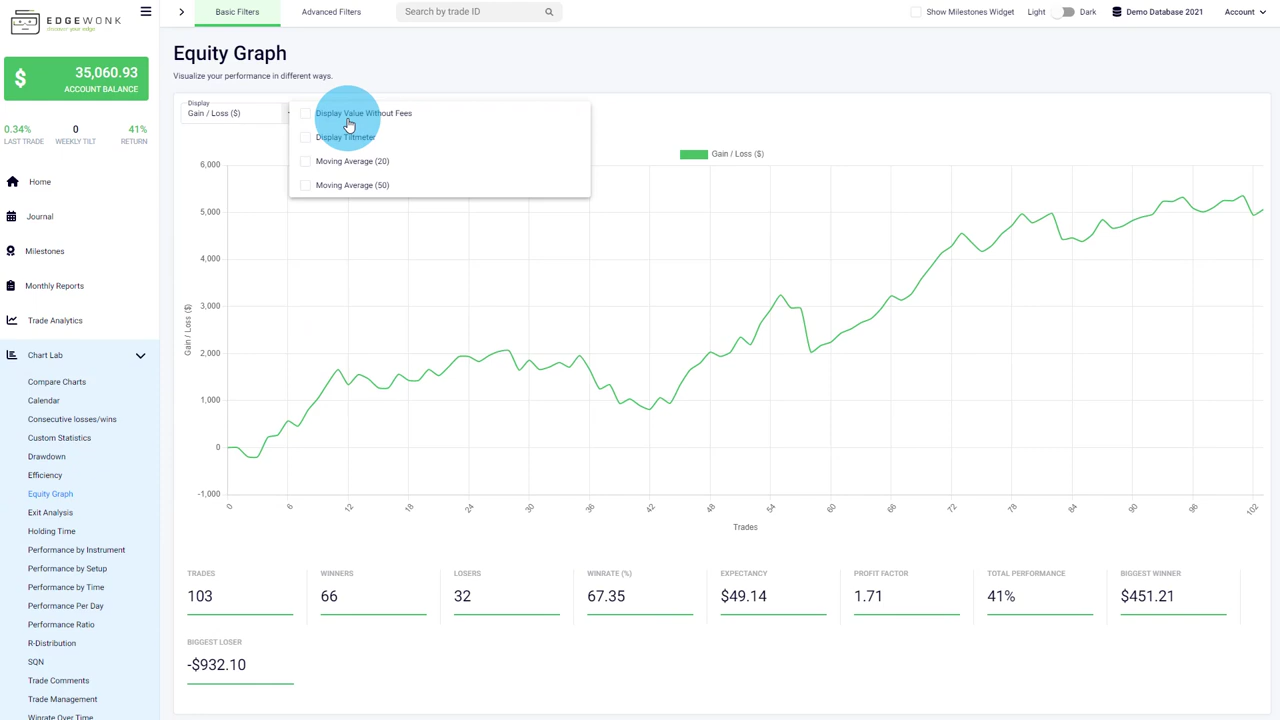 EDGEWONK
discover your edge
$ 35,060.93
ACCOUNT BALANCE
0.34% 0 41%
LAST TRADE WEEKLY TILT RETURN
Home
Journal
Milestones
Monthly Reports
Trade Analytics
Chart Lab
Compare Charts
Calendar
Consecutive losses/wins
Custom Statistics
Drawdown
Efficiency
Equity Graph
Exit Analysis
Holding Time
Performance by Instrument
Performance by Setup
Performance by Time
Performance Per Day
Performance Ratio
R-Distribution
SQN
Trade Comments
Trade Management
Winrate Over Time
Basic Filters Advanced Filters Search by trade ID Show Milestones Widget Light Dark Demo Database 2021 Account
Equity Graph
Visualize your performance in different ways.
Display
Gain / Loss ($)
Display Value Without Fees
Display Tiltmeter
Moving Average (20)
Moving Average (50)
Gain / Loss ($)
6,000
5,000
4,000
3,000
2,000
1,000
0
-1,000
Gain / Loss ($)
0 6 12 18 24 30 36 42 48 54 60 66 72 78 84 90 96 102
Trades
TRADES WINNERS LOSERS WINRATE (%) EXPECTANCY PROFIT FACTOR TOTAL PERFORMANCE BIGGEST WINNER
103 66 32 67.35 $49.14 1.71 41% $451.21
BIGGEST LOSER
-$932.10